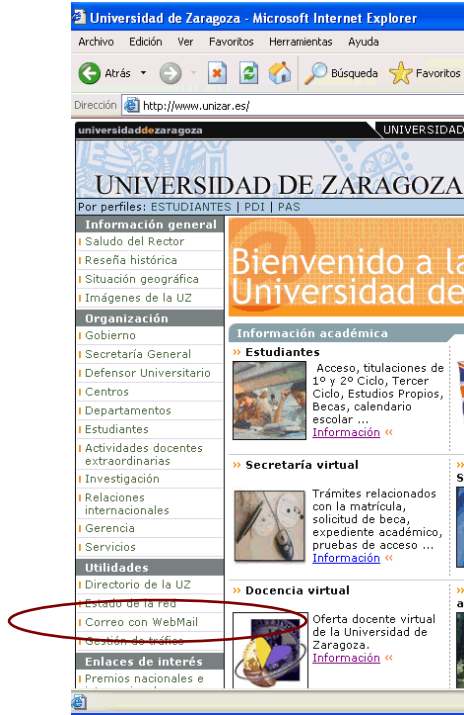 Universidad de Zaragoza - Microsoft Internet Explorer
Archivo Edición Ver Favoritos Herramientas Ayuda
Atrás Búsqueda Favoritos
Dirección http://www.unizar.es/
universidaddezaragoza UNIVERSIDAD
UNIVERSIDAD DE ZARAGOZA
Por perfiles: ESTUDIANTES | PDI | PAS
Información general
Saludo del Rector
Reseña histórica
Situación geográfica
Imágenes de la UZ
Organización
Gobierno
Secretaría General
Defensor Universitario
Centros
Departamentos
Estudiantes
Actividades docentes
extraordinarias
Investigación
Relaciones
internacionales
Gerencia
Servicios
Utilidades
Directorio de la UZ
Estado de la red
Correo con WebMail
Gestión de tráfico
Enlaces de interés
Premios nacionales e
Bienvenido a la
Universidad de
Información académica
» Estudiantes
Acceso, titulaciones de
1º y 2º Ciclo, Tercer
Ciclo, Estudios Propios,
Becas, calendario
escolar ...
Información «
» Secretaría virtual
Trámites relacionados
con la matrícula,
solicitud de beca,
expediente académico,
pruebas de acceso ...
Información «
» Docencia virtual
Oferta docente virtual
de la Universidad de
Zaragoza.
Información «